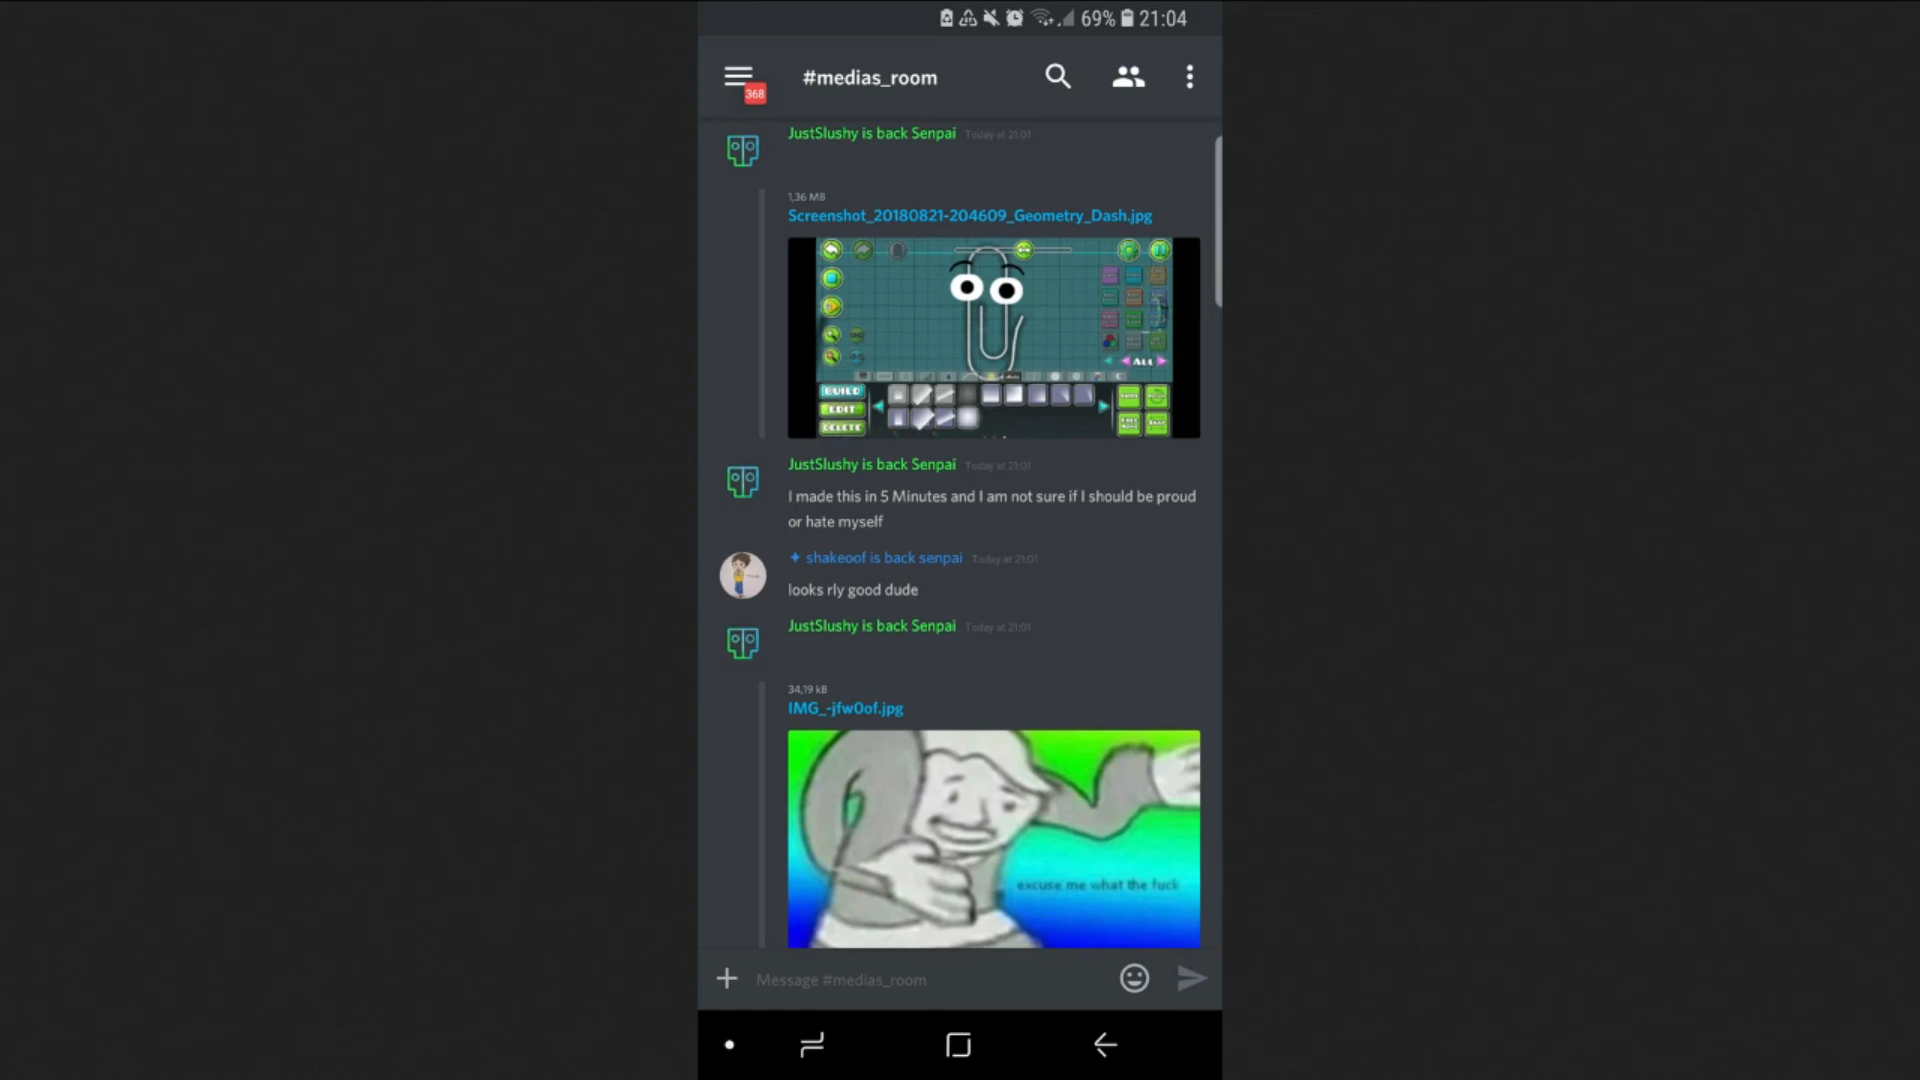 69% 21:04
368
#medias_room
JustSlushy is back Senpai Today at 21:01
1,36 MB
Screenshot_20180821-204609_Geometry_Dash.jpg
ALL
BUILD
EDIT
DELETE
JustSlushy is back Senpai Today at 21:01
I made this in 5 Minutes and I am not sure if I should be proud
or hate myself
shakeoof is back senpai Today at 21:01
looks rly good dude
JustSlushy is back Senpai Today at 21:01
34,19 kB
IMG_-jfw0of.jpg
excuse me what the fuck
Message #medias_room